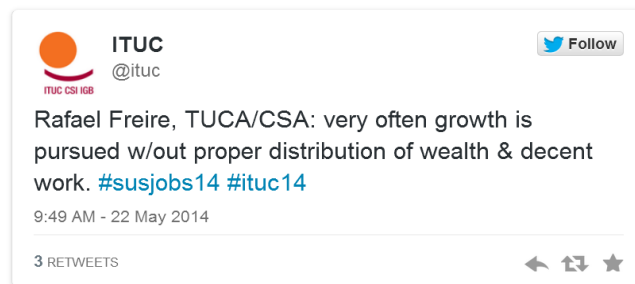 ITUC
@ituc
Follow
ITUC CSI IGB
Rafael Freire, TUCA/CSA: very often growth is
pursued w/out proper distribution of wealth & decent
work. #susjobs14 #ituc14
9:49 AM - 22 May 2014
3 RETWEETS